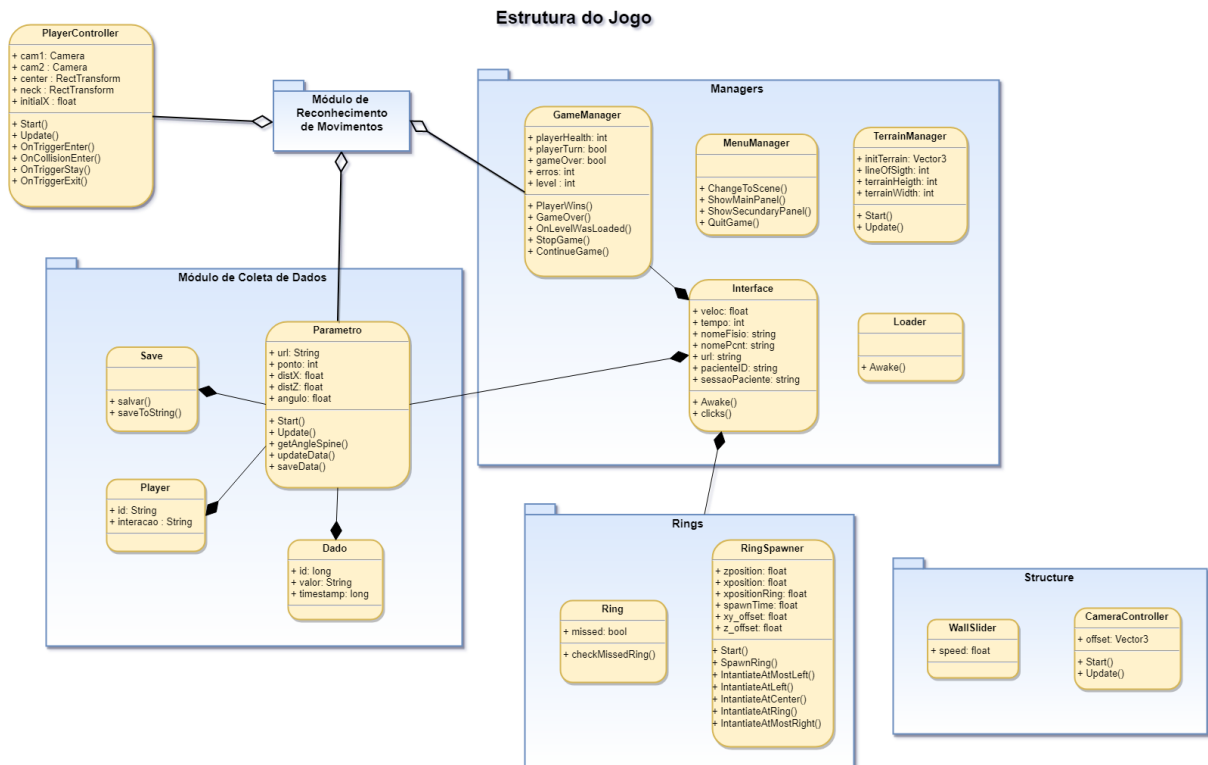 Estrutura do Jogo
PlayerController
+ cam1: Camera
+ cam2 : Camera
+ center : RectTransform
+ neck : RectTransform
+ initialX : float
+ Start()
+ Update()
+ OnTriggerEnter()
+ OnCollisionEnter()
+ OnTriggerStay()
+ OnTriggerExit()
Módulo de
Reconhecimento
de Movimentos
Managers
GameManager
+ playerHealth: int
+ playerTurn: bool
+ gameOver: bool
+ erros: int
+ level : int
+ PlayerWins()
+ GameOver()
+ OnLevelWasLoaded()
+ StopGame()
+ ContinueGame()
MenuManager
+ ChangeToScene()
+ ShowMainPanel()
+ ShowSecundaryPanel()
+ QuitGame()
TerrainManager
+ initTerrain: Vector3
+ lineOfSigth: int
+ terrainHeigth: int
+ terrainWidth: int
+ Start()
+ Update()
Interface
+ veloc: float
+ tempo: int
+ nomeFisio: string
+ nomePcnt: string
+ url: string
+ pacienteID: string
+ sessaoPaciente: string
+ Awake()
+ clicks()
Loader
+ Awake()
Módulo de Coleta de Dados
Parametro
+ url: String
+ ponto: int
+ distX: float
+ distZ: float
+ angulo: float
+ Start()
+ Update()
+ getAngleSpine()
+ updateData()
+ saveData()
Save
+ salvar()
+ saveToString()
Player
+ id: String
+ interacao : String
Dado
+ id: long
+ valor: String
+ timestamp: long
Rings
Ring
+ missed: bool
+ checkMissedRing()
RingSpawner
+ zposition: float
+ xposition: float
+ xpositionRing: float
+ spawnTime: float
+ xy_offset: float
+ z_offset: float
+ Start()
+ SpawnRing()
+ IntantiateAtMostLeft()
+ IntantiateAtLeft()
+ IntantiateAtCenter()
+ IntantiateAtRing()
+ IntantiateAtMostRight()
Structure
WallSlider
+ speed: float
CameraController
+ offset: Vector3
+ Start()
+ Update()